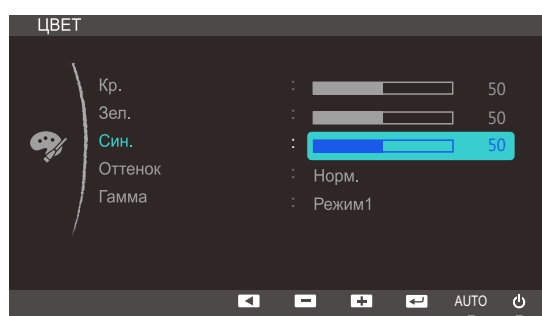 ЦВЕТ
Кр. : 50
Зел. : 50
Син. : 50
Оттенок : Норм.
Гамма : Режим1
AUTO